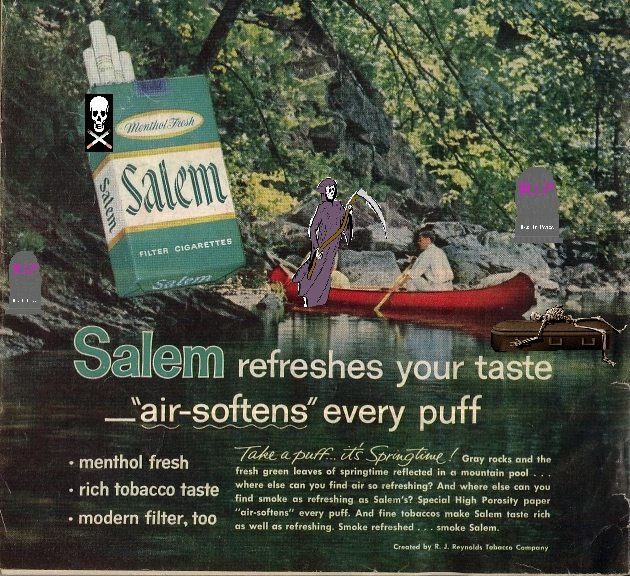 Menthol-Fresh
Salem
Salem
FILTER CIGARETTES
Salem
R.I.P
R.I.P
Salem refreshes your taste
—"air-softens" every puff
• menthol fresh
• rich tobacco taste
• modern filter, too
Take a puff... it's Springtime! Gray rocks and the
fresh green leaves of springtime reflected in a mountain pool . . .
where else can you find air so refreshing? And where else can you
find smoke as refreshing as Salem's? Special High Porosity paper
"air-softens" every puff. And fine tobaccos make Salem taste rich
as well as refreshing. Smoke refreshed . . . smoke Salem.
Created by R. J. Reynolds Tobacco Company